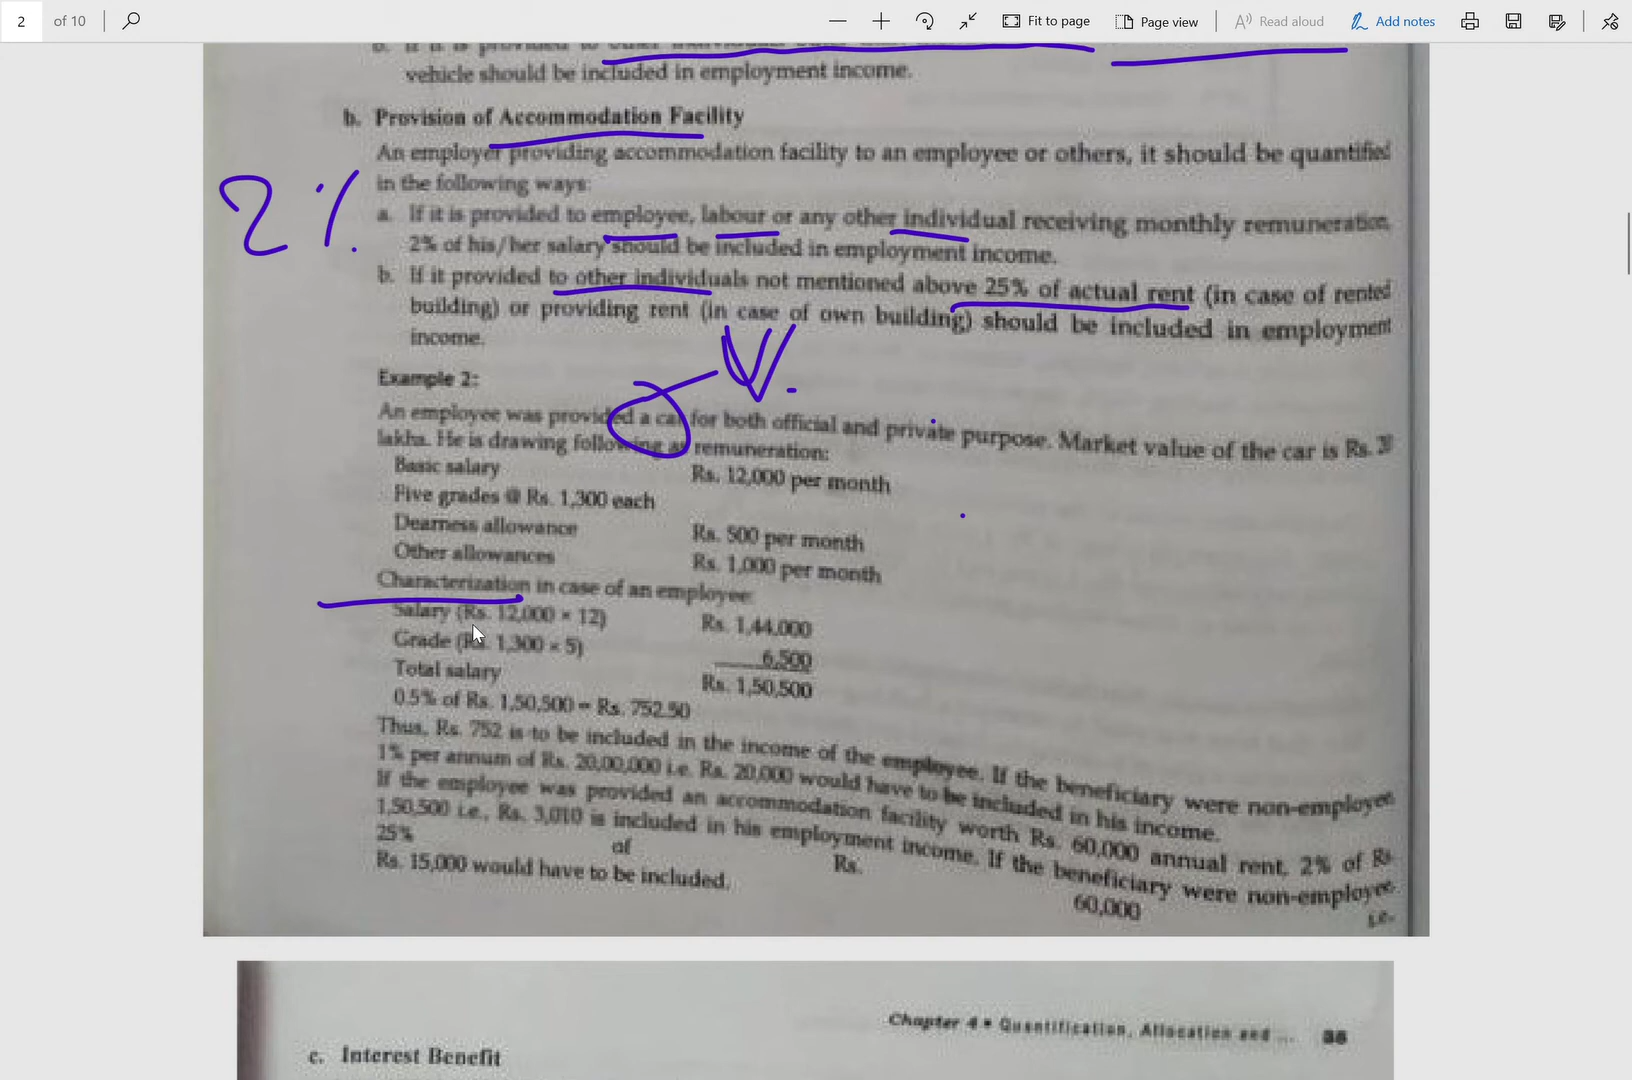 2
of 10
Fit to page
Page view
Read aloud
Add notes
vehicle should be included in employment income.
b. Provision of Accommodation Facility
An employer providing accommodation facility to an employee or others, it should be quantified
in the following ways:
2%.
a. If it is provided to employee, labour or any other individual receiving monthly remuneration,
2% of his/her salary should be included in employment income.
b. If it provided to other individuals not mentioned above 25% of actual rent (in case of rented
building) or providing rent (in case of own building) should be included in employment
income.
V.
Example 2:
An employee was provided a car for both official and private purpose. Market value of the car is Rs.
lakha. He is drawing following as remuneration:
Basic salary Rs. 12,000 per month
Five grades @ Rs. 1,300 each
Dearness allowance Rs. 500 per month
Other allowances Rs. 1,000 per month
Characterization in case of an employee:
Salary (Rs. 12,000 × 12) Rs. 1,44,000
Grade (Rs. 1,300 × 5) 6,500
Total salary Rs. 1,50,500
0.5% of Rs. 1,50,500 = Rs. 752.50
Thus, Rs. 752 is to be included in the income of the employee. If the beneficiary were non-employee
1% per annum of Rs. 20,00,000 i.e. Rs. 20,000 would have to be included in his income.
If the employee was provided an accommodation facility worth Rs. 60,000 annual rent, 2% of Rs.
1,50,500 i.e., Rs. 3,010 is included in his employment income. If the beneficiary were non-employee
25% of Rs. 60,000 i.e.
Rs. 15,000 would have to be included.
Chapter 4 • Quantification, Allocation and ...
c. Interest Benefit